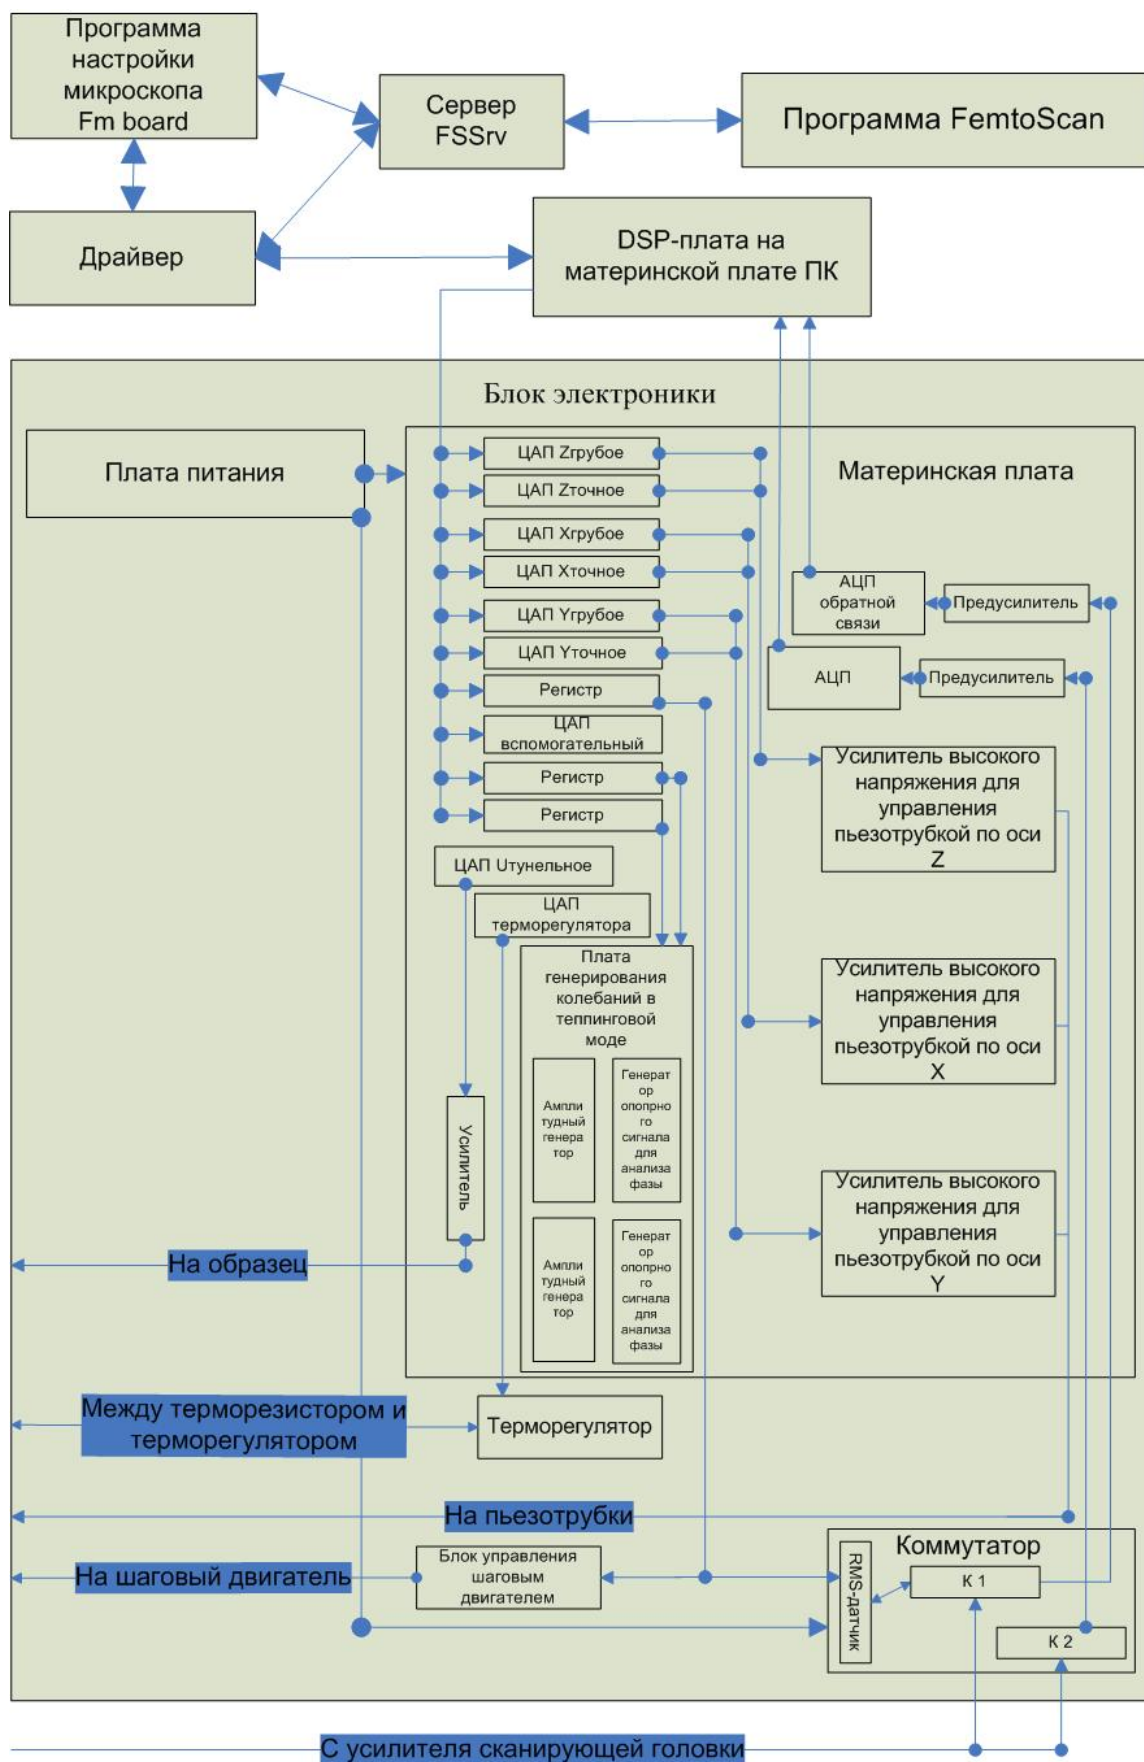 Программа
настройки
микроскопа
Fm board
Сервер
FSSrv
Программа FemtoScan
Драйвер
DSP-плата на
материнской плате ПК
Блок электроники
Плата питания
Материнская плата
ЦАП Zгрубое
ЦАП Zточное
ЦАП Xгрубое
ЦАП Xточное
ЦАП Yгрубое
ЦАП Yточное
Регистр
ЦАП
вспомогательный
Регистр
Регистр
АЦП
обратной
связи
Предусилитель
АЦП
Предусилитель
Усилитель высокого
напряжения для
управления
пьезотрубкой по оси
Z
ЦАП Uтунельное
ЦАП
терморегулятора
Плата
генерирования
колебаний в
теппинговой
моде
Ампли
тудный
генера
тор
Генерат
ор
опопрно
го
сигнала
для
анализа
фазы
Усилитель высокого
напряжения для
управления
пьезотрубкой по оси
X
Усилитель
Ампли
тудный
генера
тор
Генерат
ор
опопрно
го
сигнала
для
анализа
фазы
Усилитель высокого
напряжения для
управления
пьезотрубкой по оси
Y
На образец
Между терморезистором и
терморегулятором
Терморегулятор
На пьезотрубки
На шаговый двигатель
Блок управления
шаговым
двигателем
Коммутатор
RMS-датчик
К 1
К 2
С усилителя сканирующей головки